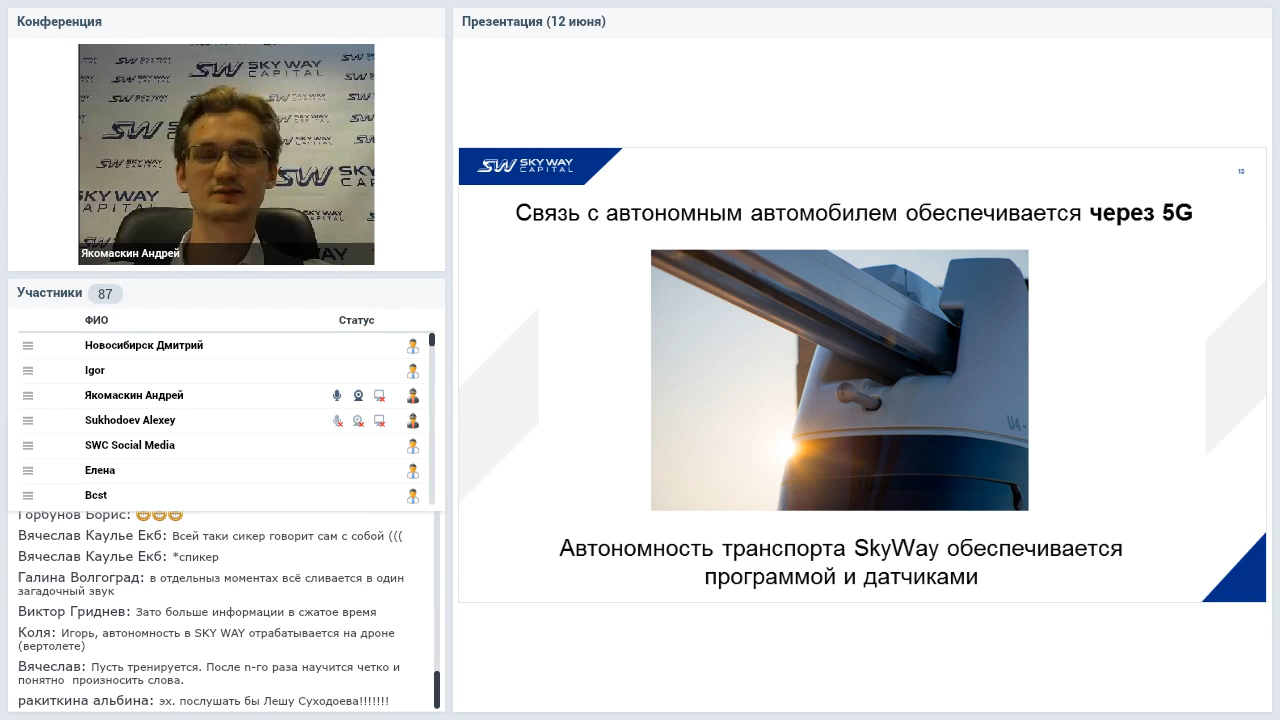 Конференция
SW SKY WAY CAPITAL
Якомаскин Андрей
Участники 87
ФИО Статус
Новосибирск Дмитрий
Igor
Якомаскин Андрей
Sukhodoev Alexey
SWC Social Media
Елена
Bcst
Горбунов Борис:
Вячеслав Каулье Екб: Всей таки сикер говорит сам с собой (((
Вячеслав Каулье Екб: *спикер
Галина Волгоград: в отдельныз моментах всё сливается в один
загадочный звук
Виктор Гриднев: Зато больше информации в сжатое время
Коля: Игорь, автономность в SKY WAY отрабатывается на дроне
(вертолете)
Вячеслав: Пусть тренируется. После n-го раза научится четко и
понятно произносить слова.
ракиткина альбина: эх. послушать бы Лешу Суходоева!!!!!!!
Презентация (12 июня)
SW SKY WAY
CAPITAL
Связь с автономным автомобилем обеспечивается через 5G
U4-
Автономность транспорта SkyWay обеспечивается
программой и датчиками